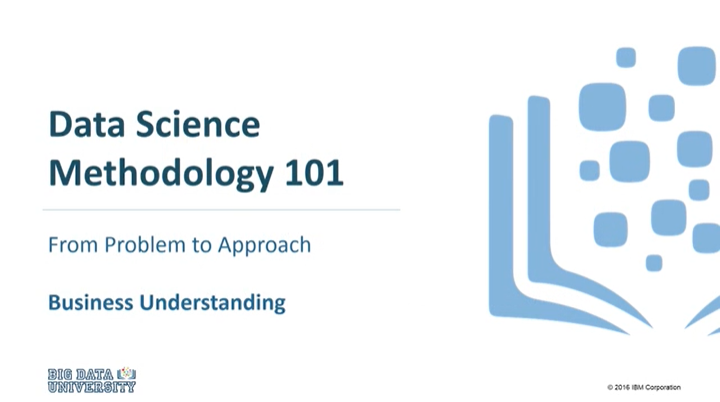 Data Science
Methodology 101
From Problem to Approach
Business Understanding
BIG DATA
UNIVERSITY
© 2016 IBM Corporation